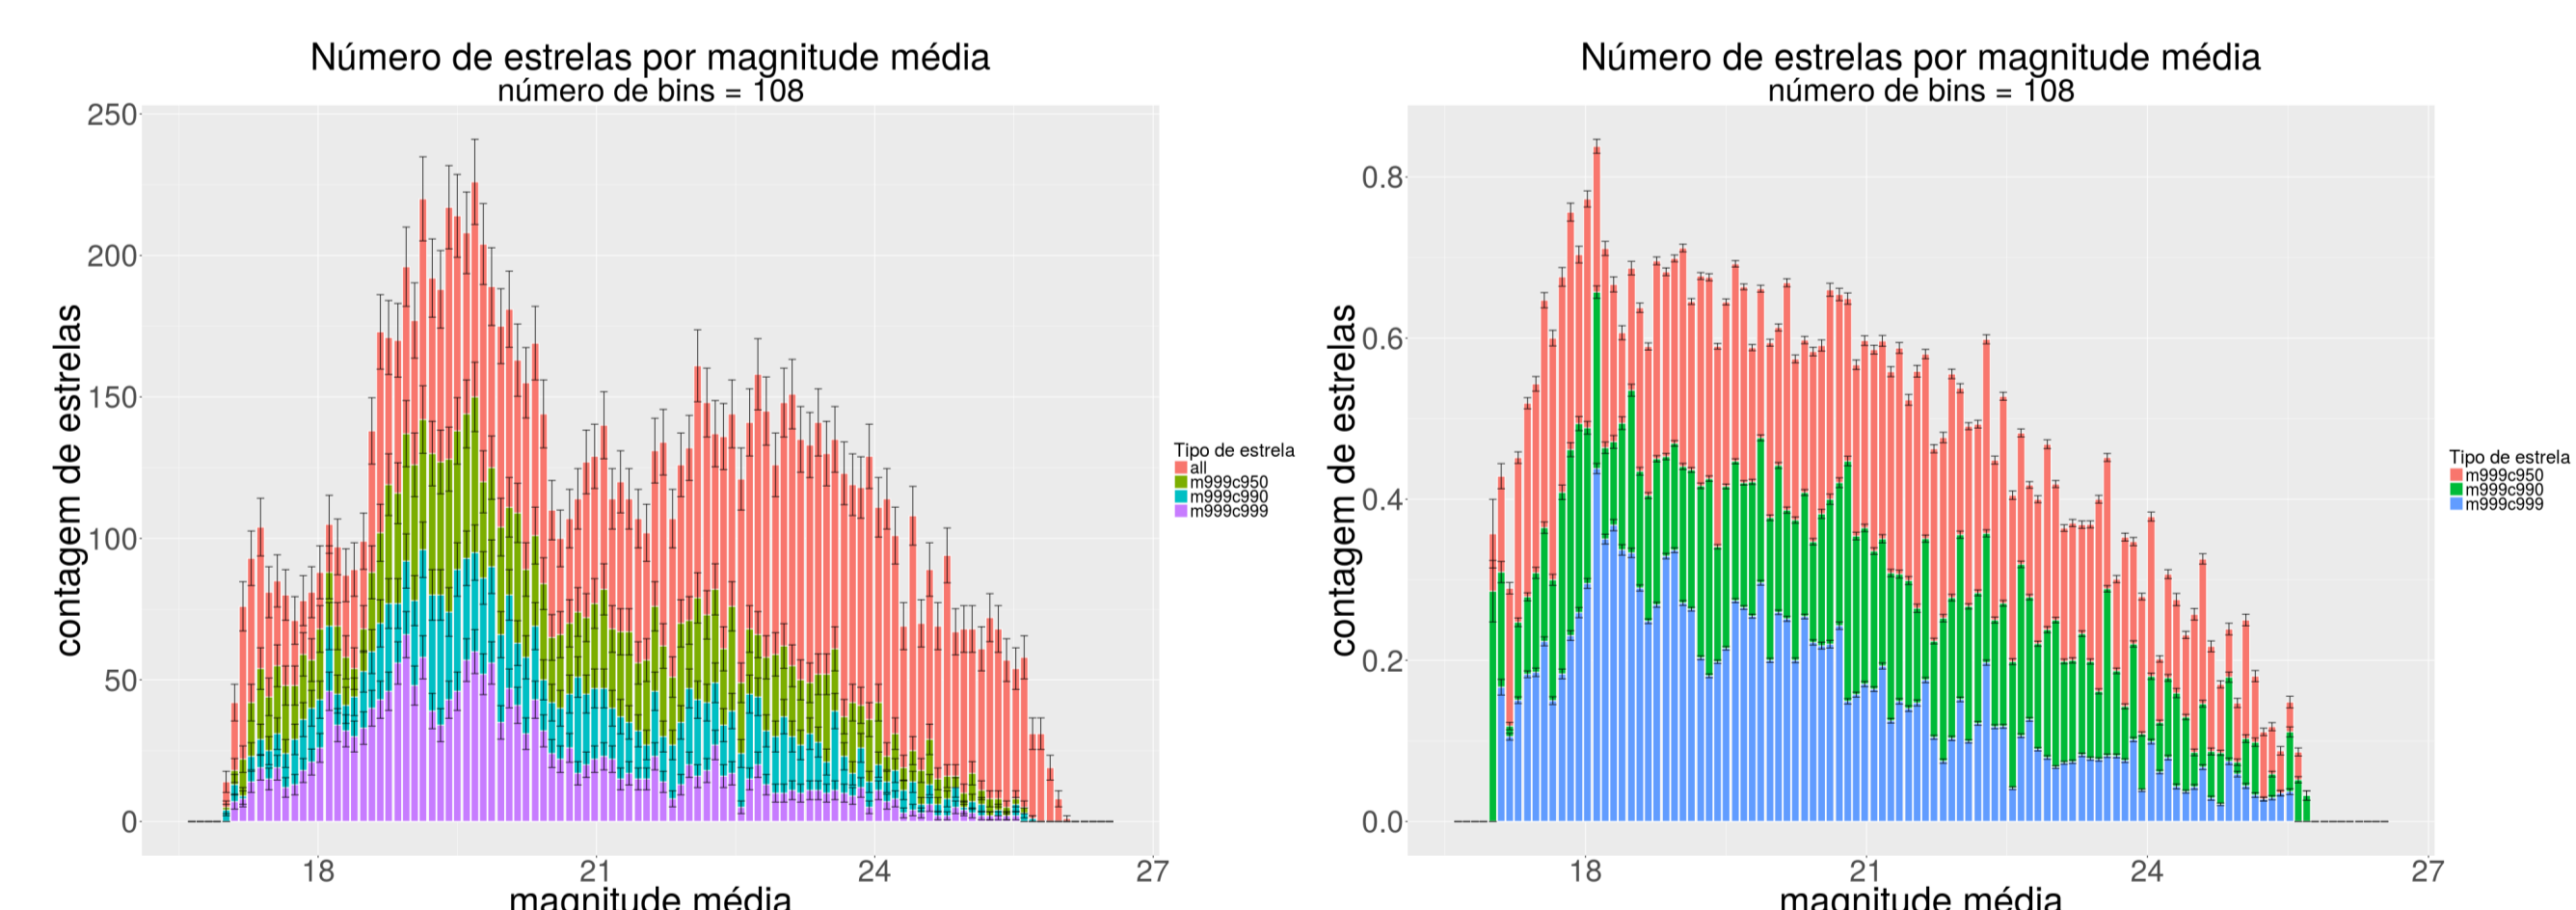 Número de estrelas por magnitude média
número de bins = 108
250
200
150
100
50
0
contagem de estrelas
18 21 24 27
magnitude média
Tipo de estrela
all
m999c950
m999c990
m999c999
Número de estrelas por magnitude média
número de bins = 108
0.8
0.6
0.4
0.2
0.0
contagem de estrelas
18 21 24 27
magnitude média
Tipo de estrela
m999c950
m999c990
m999c999